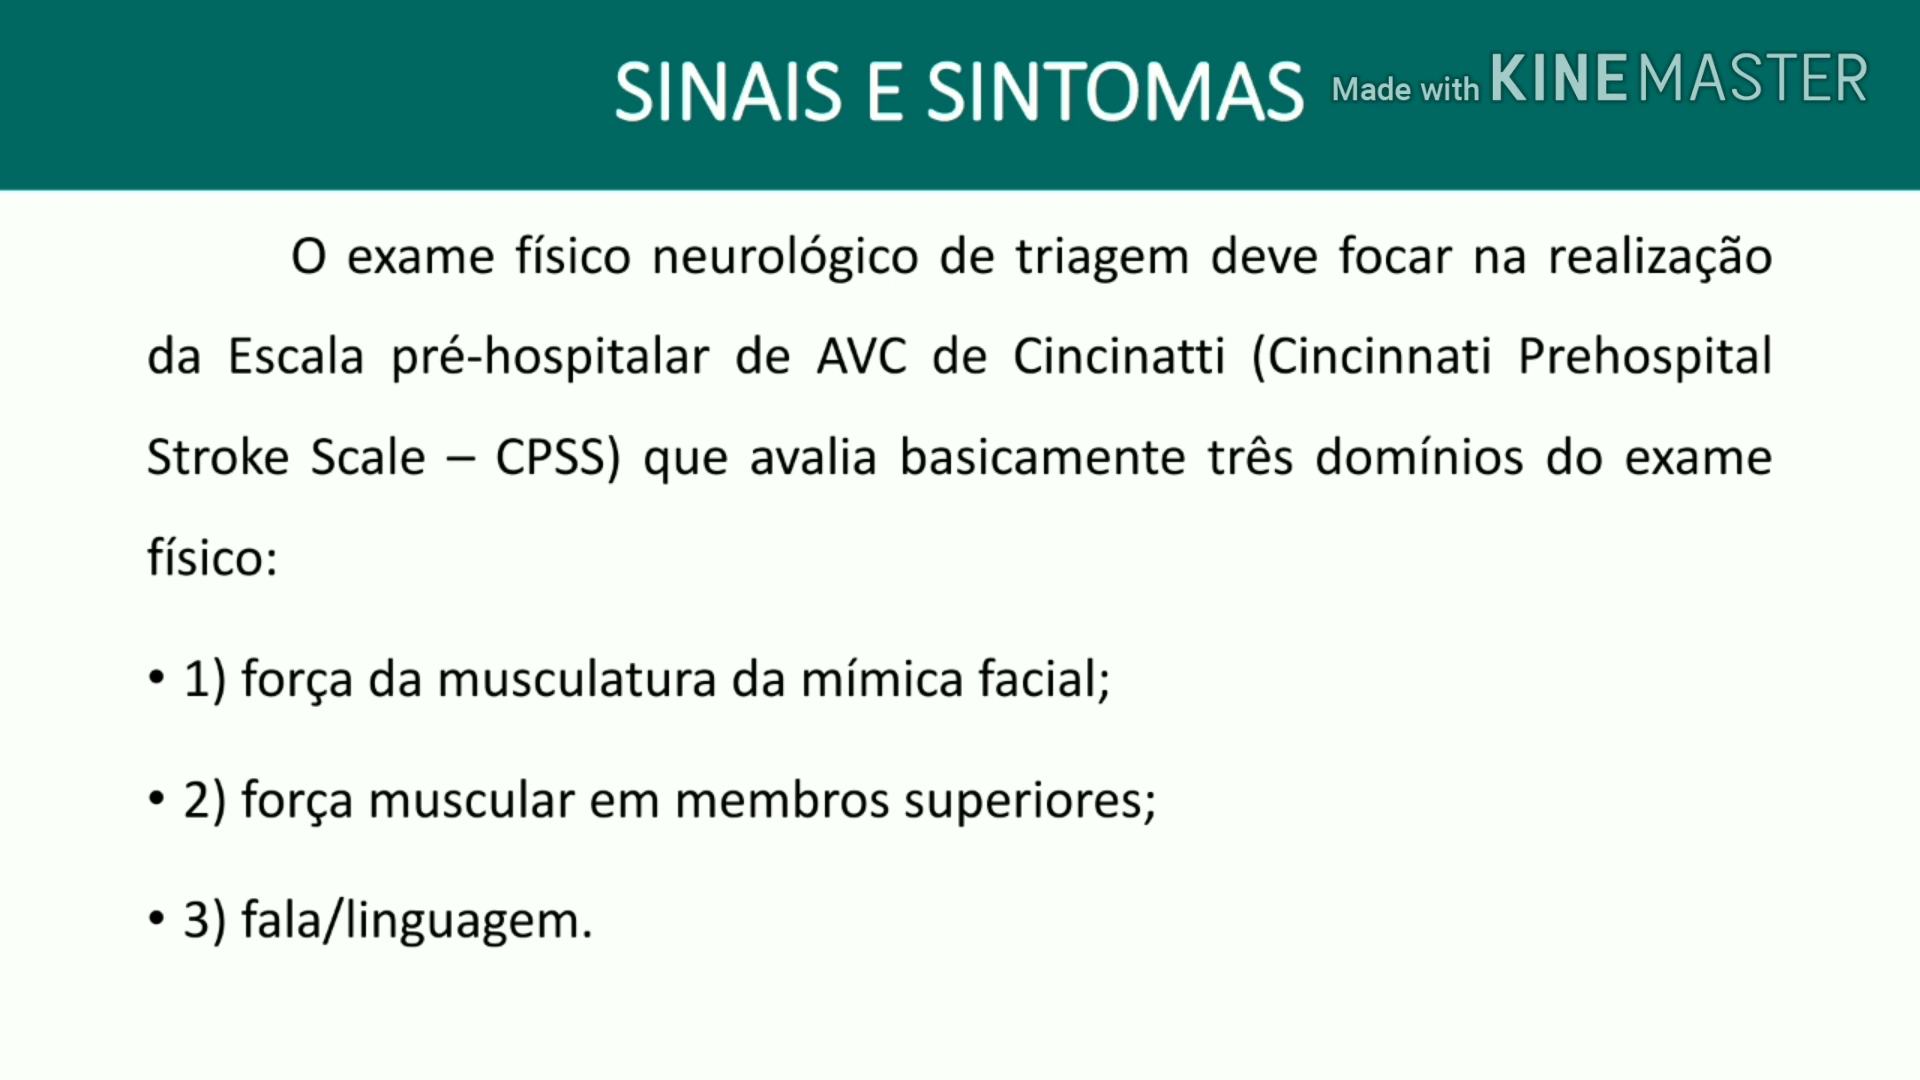 SINAIS E SINTOMAS
Made with KINEMASTER
O exame físico neurológico de triagem deve focar na realização
da Escala pré-hospitalar de AVC de Cincinatti (Cincinnati Prehospital
Stroke Scale – CPSS) que avalia basicamente três domínios do exame
físico:
• 1) força da musculatura da mímica facial;
• 2) força muscular em membros superiores;
• 3) fala/linguagem.